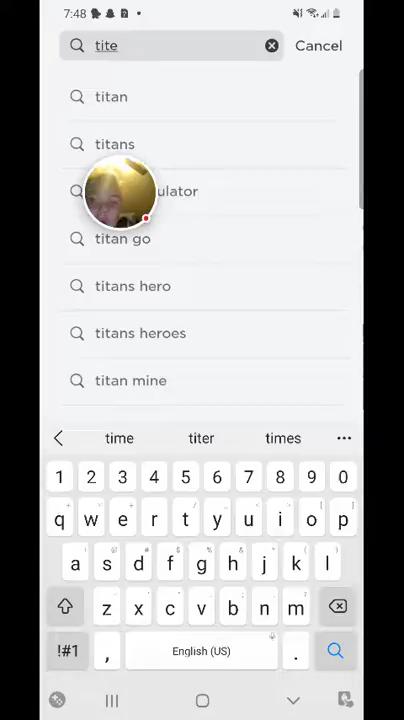 7:48
tite Cancel
titan
titans
ulator
titan go
titans hero
titans heroes
titan mine
time titer times
1 2 3 4 5 6 7 8 9 0
q w e r t y u i o p
a s d f g h j k l
z x c v b n m
!#1 , English (US) .